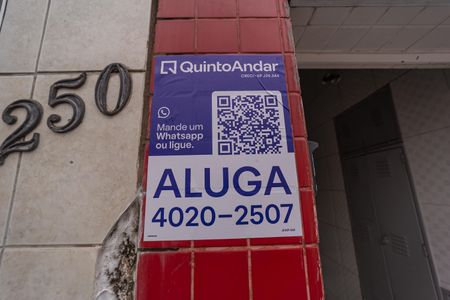 250
QuintoAndar
Mande um
Whatsapp
ou ligue.
ALUGA
4020-2507